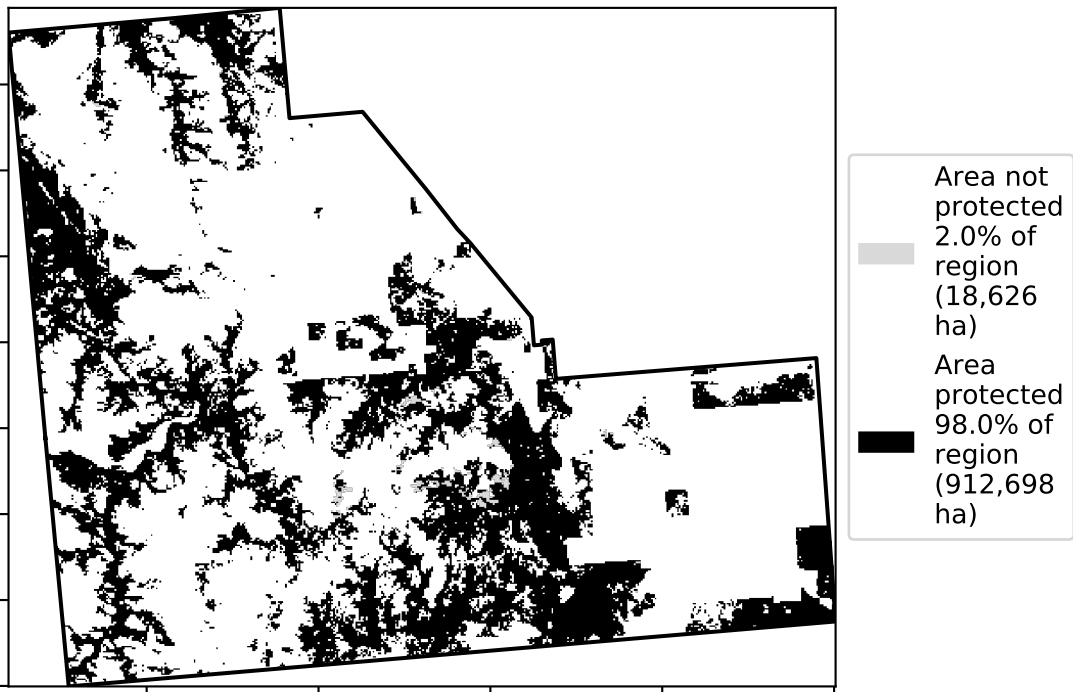 Area not
protected
2.0% of
region
(18,626
ha)
Area
protected
98.0% of
region
(912,698
ha)